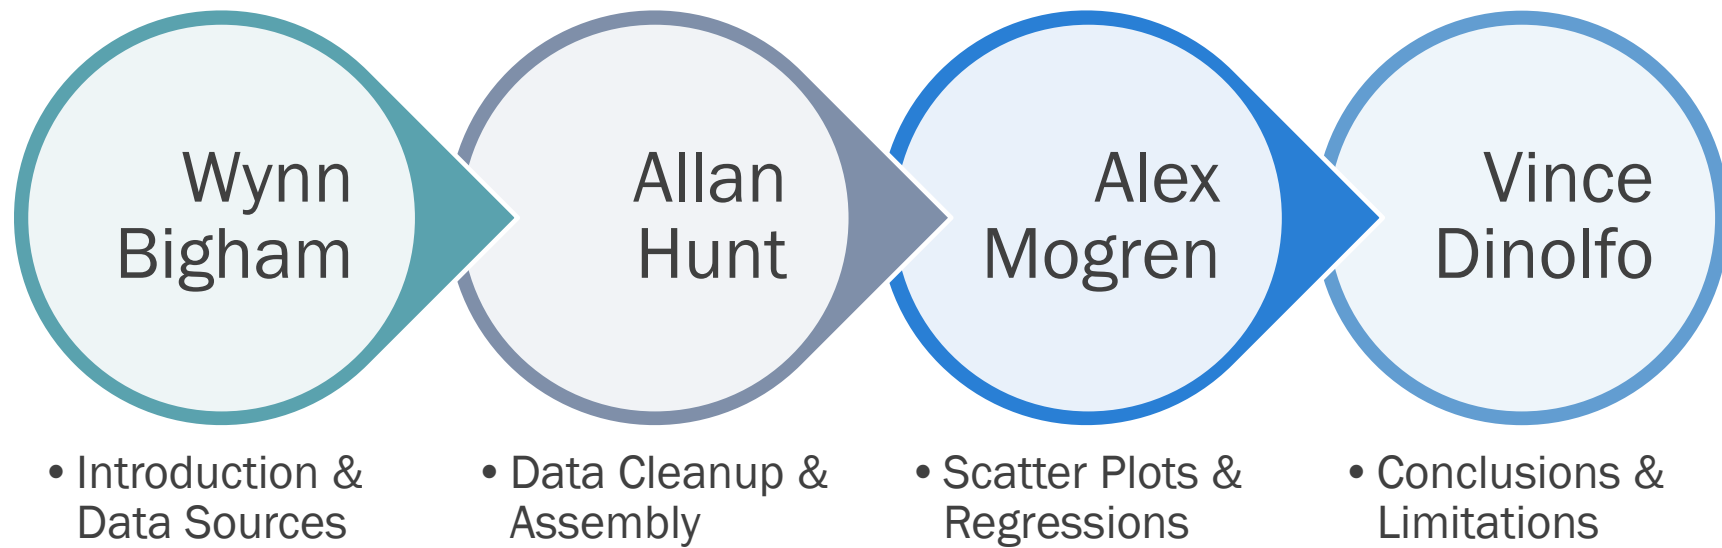 Wynn
Bigham
• Introduction &
Data Sources
Allan
Hunt
• Data Cleanup &
Assembly
Alex
Mogren
• Scatter Plots &
Regressions
Vince
Dinolfo
• Conclusions &
Limitations